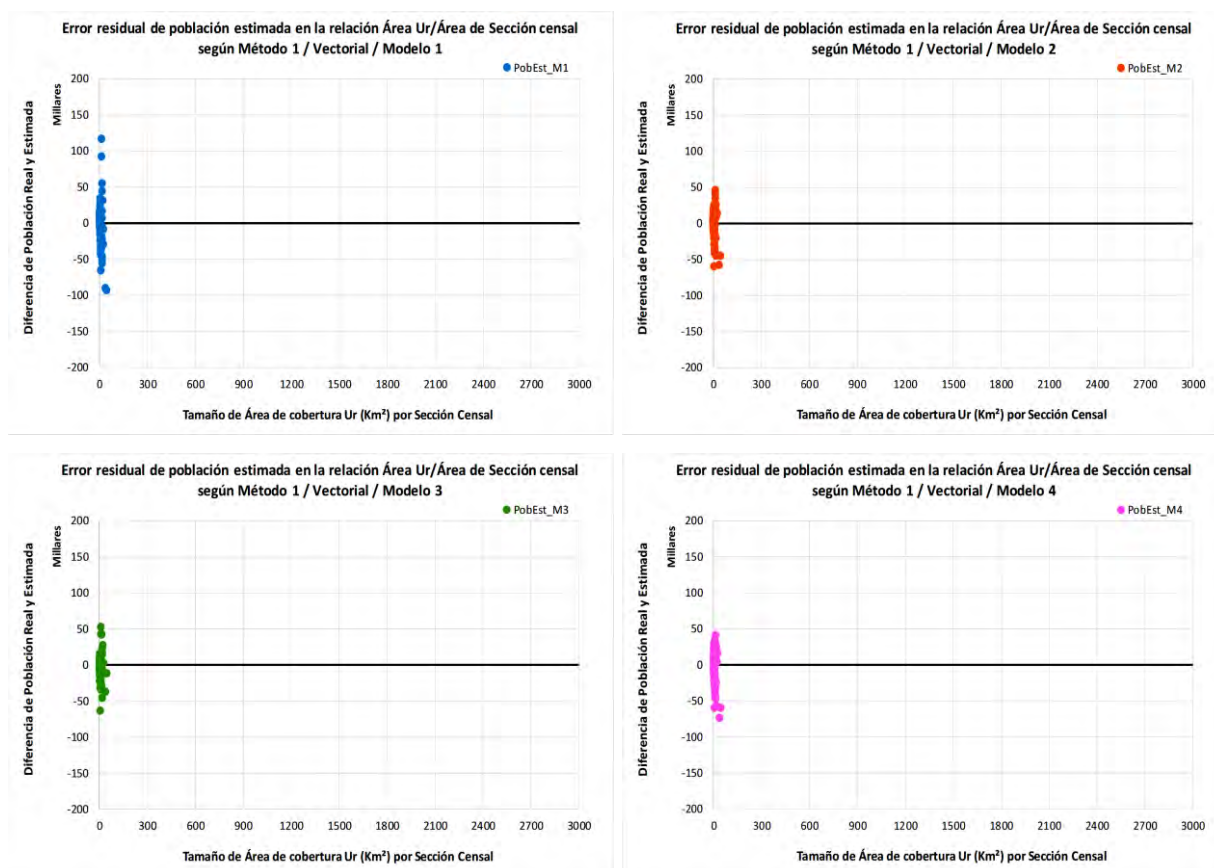 Error residual de población estimada en la relación Área Ur/Área de Sección censal
según Método 1 / Vectorial / Modelo 1
PobEst_M1
Diferencia de Población Real y Estimada
Millares
200
150
100
50
0
-50
-100
-150
-200
0 300 600 900 1200 1500 1800 2100 2400 2700 3000
Tamaño de Área de cobertura Ur (Km²) por Sección Censal
Error residual de población estimada en la relación Área Ur/Área de Sección censal
según Método 1 / Vectorial / Modelo 2
PobEst_M2
Diferencia de Población Real y Estimada
Millares
200
150
100
50
0
-50
-100
-150
-200
0 300 600 900 1200 1500 1800 2100 2400 2700 3000
Tamaño de Área de cobertura Ur (Km²) por Sección Censal
Error residual de población estimada en la relación Área Ur/Área de Sección censal
según Método 1 / Vectorial / Modelo 3
PobEst_M3
Diferencia de Población Real y Estimada
Millares
200
150
100
50
0
-50
-100
-150
-200
0 300 600 900 1200 1500 1800 2100 2400 2700 3000
Tamaño de Área de cobertura Ur (Km²) por Sección Censal
Error residual de población estimada en la relación Área Ur/Área de Sección censal
según Método 1 / Vectorial / Modelo 4
PobEst_M4
Diferencia de Población Real y Estimada
Millares
200
150
100
50
0
-50
-100
-150
-200
0 300 600 900 1200 1500 1800 2100 2400 2700 3000
Tamaño de Área de cobertura Ur (Km²) por Sección Censal